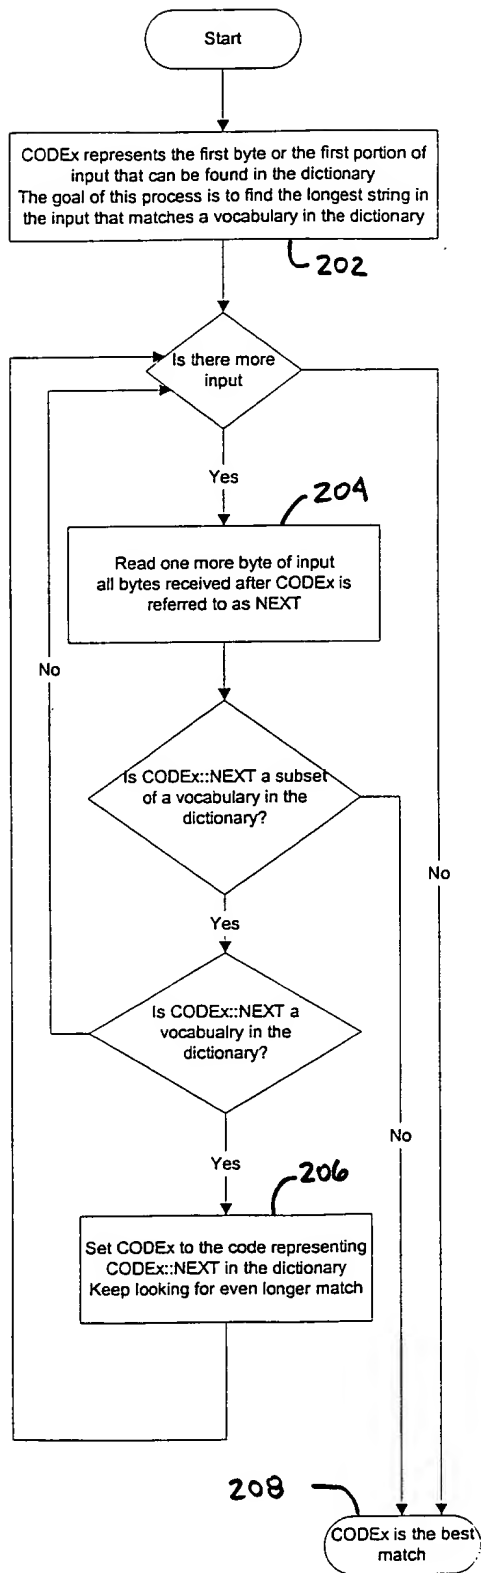 Start
CODEx represents the first byte or the first portion of
input that can be found in the dictionary
The goal of this process is to find the longest string in
the input that matches a vocabulary in the dictionary
202
Is there more
input
Yes
204
Read one more byte of input
all bytes received after CODEx is
referred to as NEXT
No
Is CODEx::NEXT a subset
of a vocabulary in the
dictionary?
No
Yes
Is CODEx::NEXT a
vocabualry in the
dictionary?
No
Yes
206
Set CODEx to the code representing
CODEx::NEXT in the dictionary
Keep looking for even longer match
208
CODEx is the best
match